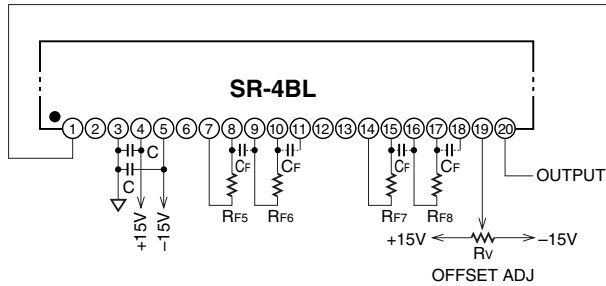 SR-4BL
1 2 3 4 5 6 7 8 9 10 11 12 13 14 15 16 17 18 19 20
C CF CF CF CF
C
OUTPUT
RF5 RF6 RF7 RF8
+15V –15V +15V –15V
RV
OFFSET ADJ